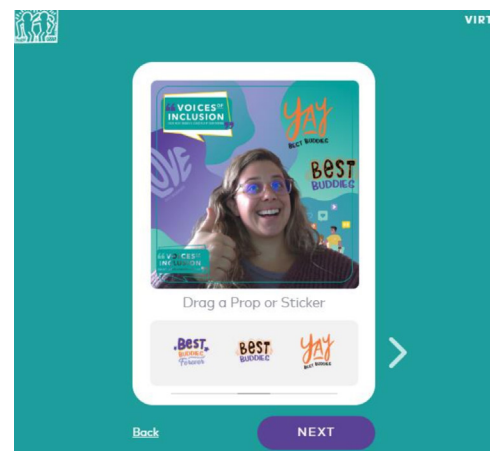 VIRT
VOICES OF
INCLUSION
YAY
BEST BUDDIES
BEST
BUDDIES
LOVE
VOICES OF
INCLUSION
Drag a Prop or Sticker
BEST
BUDDIES
Forever
BEST
BUDDIES
YAY
BEST BUDDIES
Back
NEXT